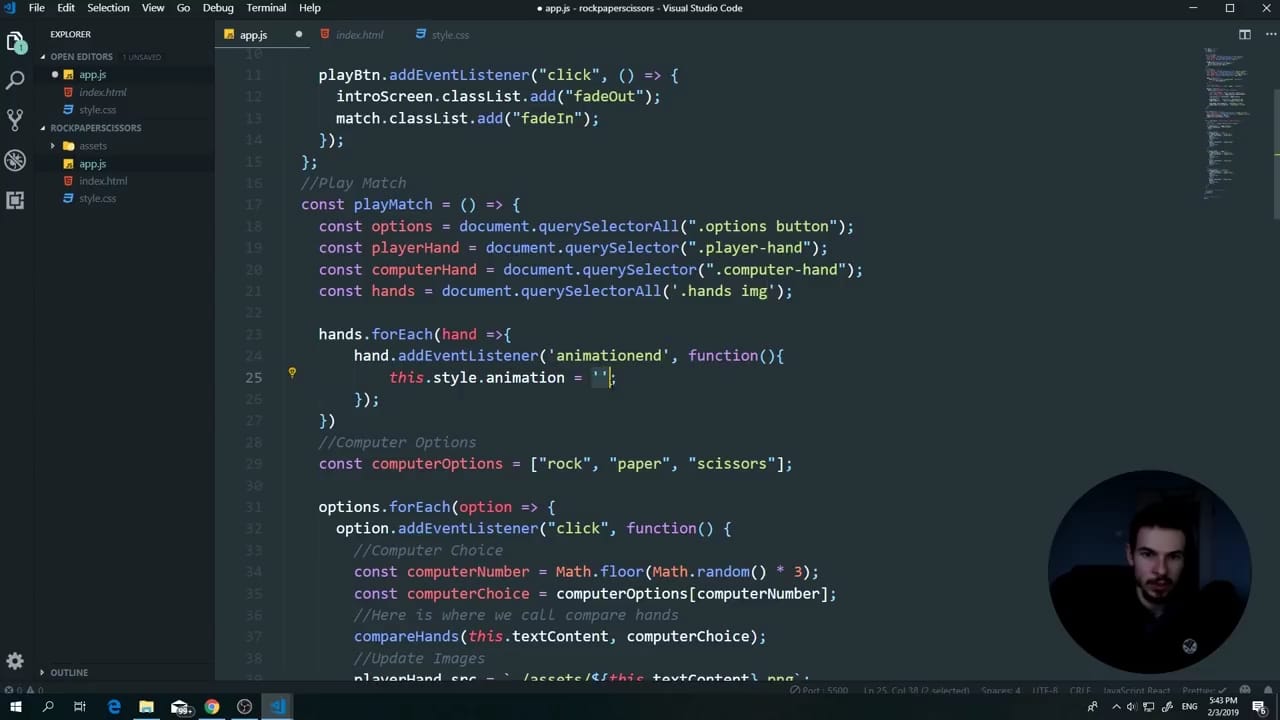 File Edit Selection View Go Debug Terminal Help
● app.js - rockpaperscissors - Visual Studio Code
EXPLORER
OPEN EDITORS 1 UNSAVED
app.js
index.html
style.css
ROCKPAPERSCISSORS
assets
app.js
index.html
style.css
OUTLINE
app.js
index.html
style.css
10
11 playBtn.addEventListener("click", () => {
12 introScreen.classList.add("fadeOut");
13 match.classList.add("fadeIn");
14 });
15 };
16 //Play Match
17 const playMatch = () => {
18 const options = document.querySelectorAll(".options button");
19 const playerHand = document.querySelector(".player-hand");
20 const computerHand = document.querySelector(".computer-hand");
21 const hands = document.querySelectorAll('.hands img');
22
23 hands.forEach(hand =>{
24 hand.addEventListener('animationend', function(){
25 this.style.animation = '';
26 });
27 })
28 //Computer Options
29 const computerOptions = ["rock", "paper", "scissors"];
30
31 options.forEach(option => {
32 option.addEventListener("click", function() {
33 //Computer Choice
34 const computerNumber = Math.floor(Math.random() * 3);
35 const computerChoice = computerOptions[computerNumber];
36 //Here is where we call compare hands
37 compareHands(this.textContent, computerChoice);
38 //Update Images
playerHand.src = `./assets/${this.textContent}.png`;
0 0 Port : 5500 Ln 25, Col 38 (2 selected) Spaces: 4 UTF-8 CRLF JavaScript React Prettier: ✓
99+
ENG
5:43 PM
2/3/2019